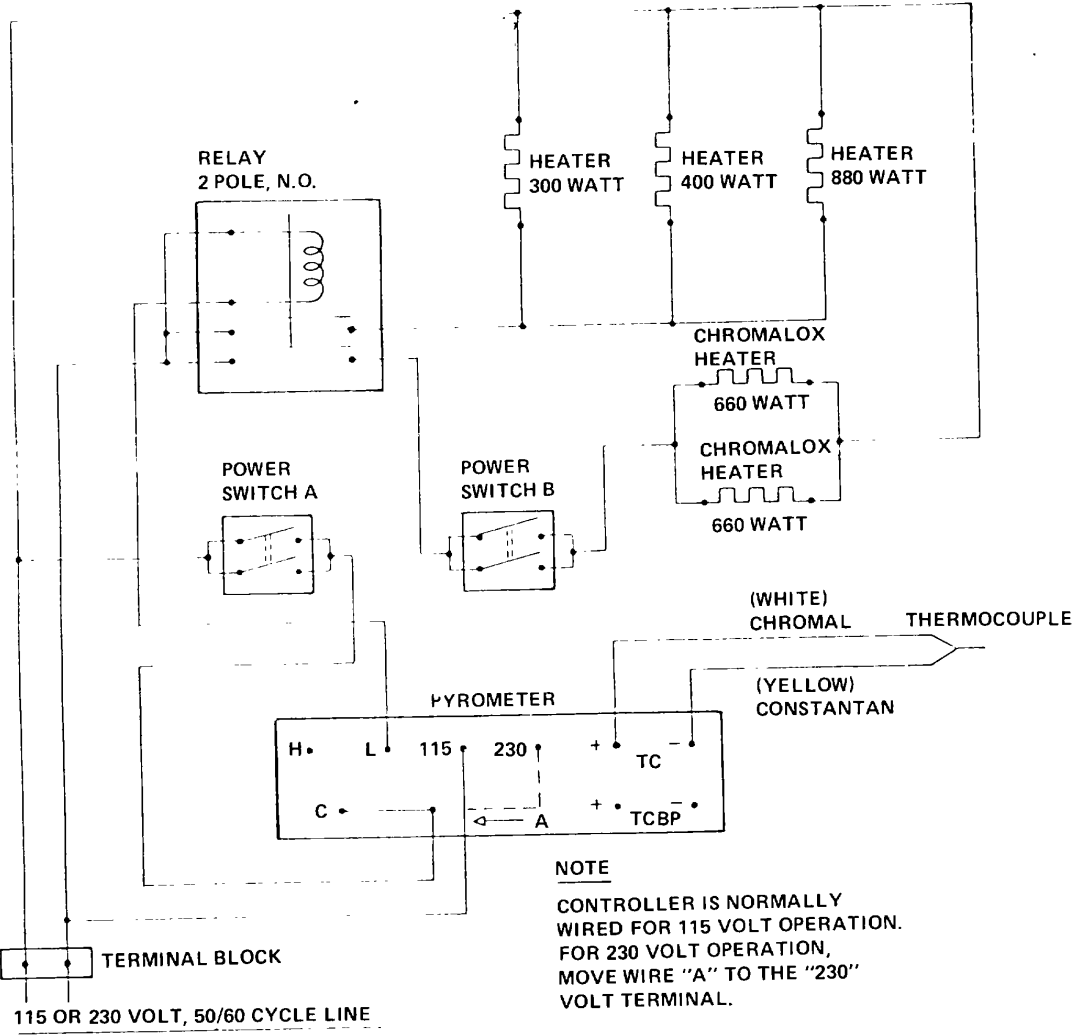 RELAY
2 POLE, N.O.
HEATER
300 WATT
HEATER
400 WATT
HEATER
880 WATT
CHROMALOX
HEATER
660 WATT
CHROMALOX
HEATER
660 WATT
POWER
SWITCH A
POWER
SWITCH B
(WHITE)
CHROMAL
THERMOCOUPLE
(YELLOW)
CONSTANTAN
PYROMETER
H
L
115
230
+
−
TC
C
A
+
−
TCBP
NOTE
CONTROLLER IS NORMALLY
WIRED FOR 115 VOLT OPERATION.
FOR 230 VOLT OPERATION,
MOVE WIRE "A" TO THE "230"
VOLT TERMINAL.
TERMINAL BLOCK
115 OR 230 VOLT, 50/60 CYCLE LINE